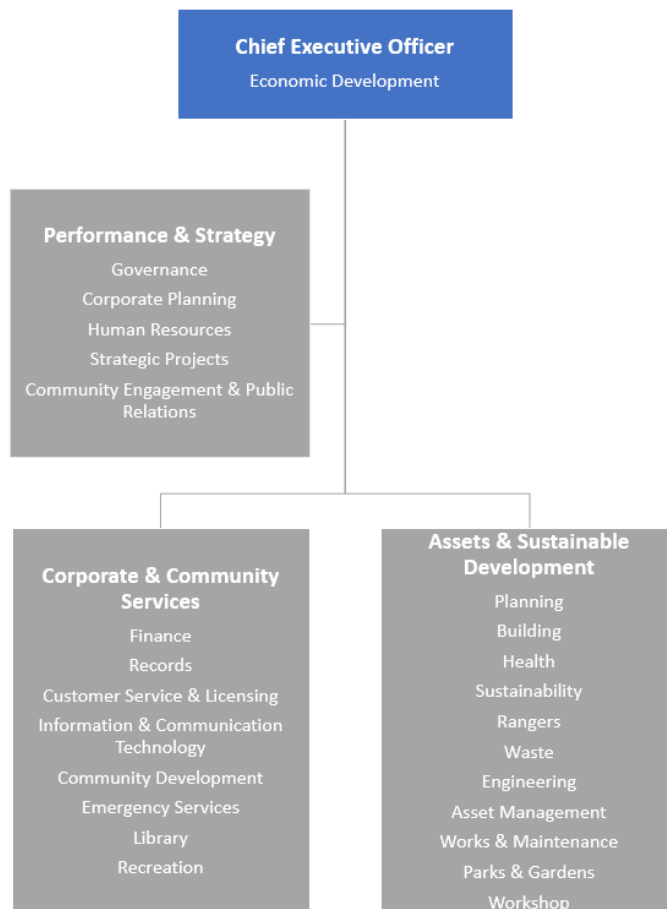 Chief Executive Officer
Economic Development
Performance & Strategy
Governance
Corporate Planning
Human Resources
Strategic Projects
Community Engagement & Public
Relations
Corporate & Community
Services
Finance
Records
Customer Service & Licensing
Information & Communication
Technology
Community Development
Emergency Services
Library
Recreation
Assets & Sustainable
Development
Planning
Building
Health
Sustainability
Rangers
Waste
Engineering
Asset Management
Works & Maintenance
Parks & Gardens
Workshop